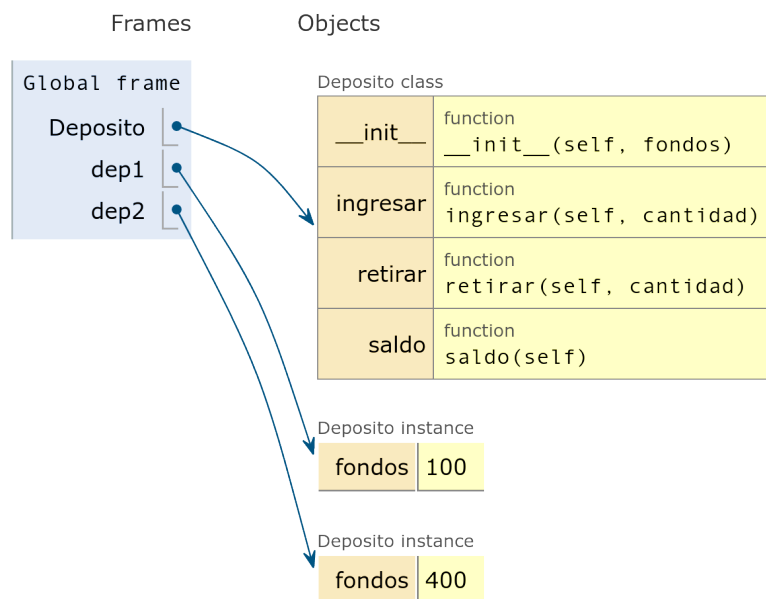 Frames
Objects
Global frame
Deposito
dep1
dep2
Deposito class
__init__
function
__init__(self, fondos)
ingresar
function
ingresar(self, cantidad)
retirar
function
retirar(self, cantidad)
saldo
function
saldo(self)
Deposito instance
fondos 100
Deposito instance
fondos 400